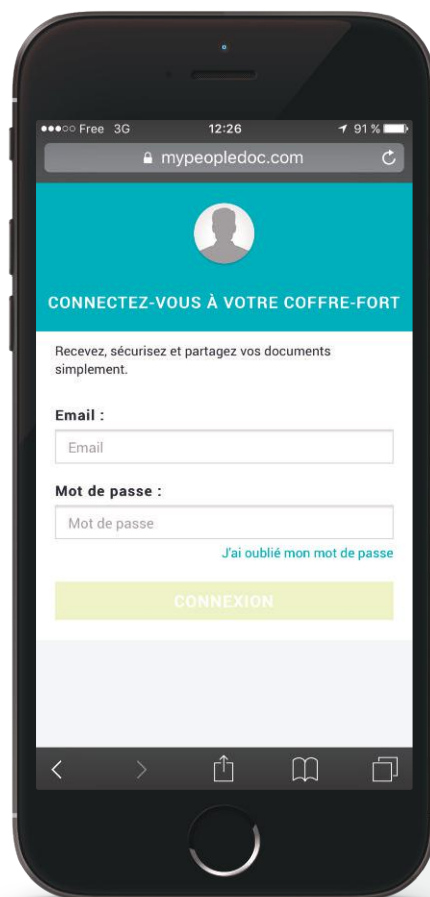 Free 3G 12:26 91 %
mypeopledoc.com
CONNECTEZ-VOUS À VOTRE COFFRE-FORT
Recevez, sécurisez et partagez vos documents
simplement.
Email :
Email
Mot de passe :
Mot de passe
J'ai oublié mon mot de passe
CONNEXION